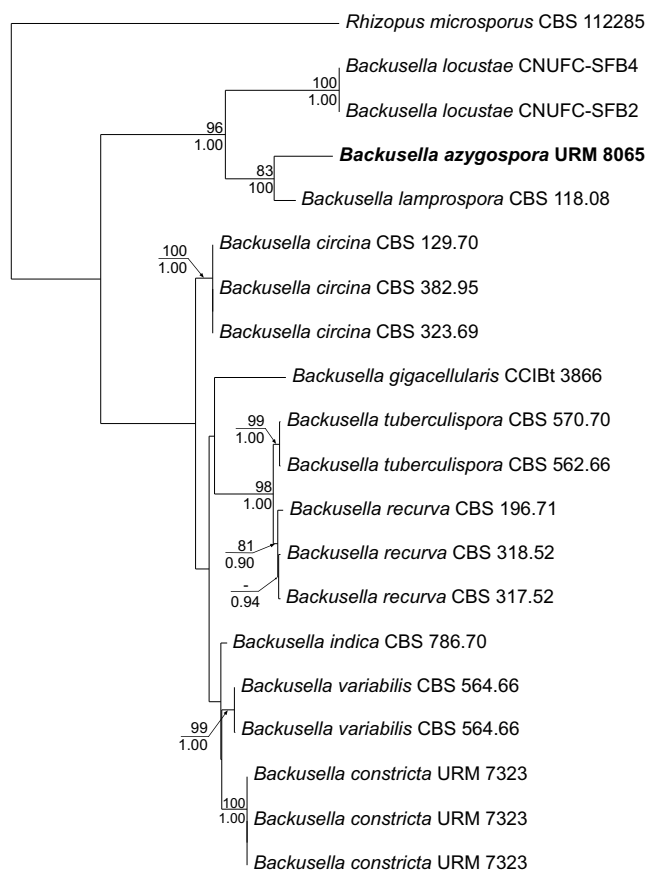 Rhizopus microsporus CBS 112285
Backusella locustae CNUFC-SFB4
100
1.00
Backusella locustae CNUFC-SFB2
96
1.00
Backusella azygospora URM 8065
83
100
Backusella lamprospora CBS 118.08
Backusella circina CBS 129.70
100
1.00
Backusella circina CBS 382.95
Backusella circina CBS 323.69
Backusella gigacellularis CCIBt 3866
Backusella tuberculispora CBS 570.70
99
1.00
Backusella tuberculispora CBS 562.66
98
1.00
Backusella recurva CBS 196.71
81
0.90
Backusella recurva CBS 318.52
-
0.94
Backusella recurva CBS 317.52
Backusella indica CBS 786.70
Backusella variabilis CBS 564.66
99
1.00
Backusella variabilis CBS 564.66
Backusella constricta URM 7323
100
1.00
Backusella constricta URM 7323
Backusella constricta URM 7323